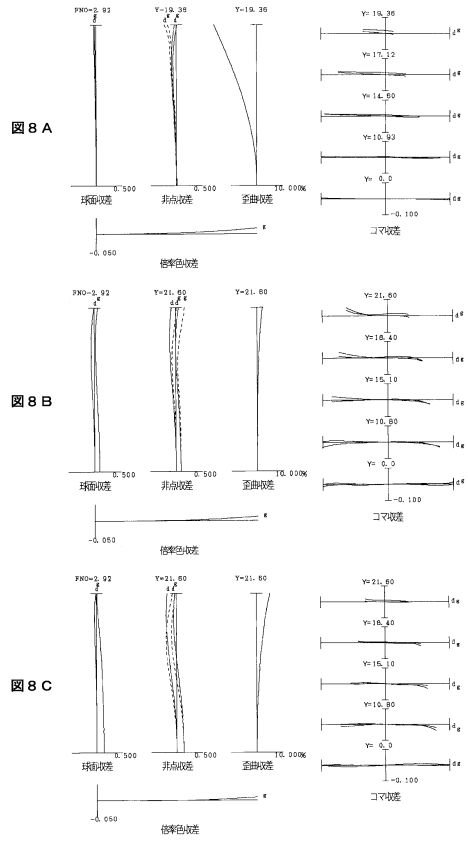 図8A
FNO=2.92
d g
0.500
球面収差
Y=19.36
d g d g
0.500
非点収差
Y=19.36
10.000%
歪曲収差
-0.050
g
倍率色収差
Y= 19.36
d g
Y= 17.12
d g
Y= 14.60
d g
Y= 10.93
d g
Y= 0.0
d g
-0.100
コマ収差
図8B
FNO=2.92
d g
0.500
球面収差
Y=21.60
d d g g
0.500
非点収差
Y=21.60
10.000%
歪曲収差
-0.050
g
倍率色収差
Y= 21.60
d g
Y= 18.40
d g
Y= 15.10
d g
Y= 10.80
d g
Y= 0.0
d g
-0.100
コマ収差
図8C
FNO=2.92
g
d
0.500
球面収差
Y=21.60
g g
d d
0.500
非点収差
Y=21.60
10.000%
歪曲収差
-0.050
g
倍率色収差
Y= 21.60
d g
Y= 18.40
d g
Y= 15.10
d g
Y= 10.80
d g
Y= 0.0
d g
-0.100
コマ収差